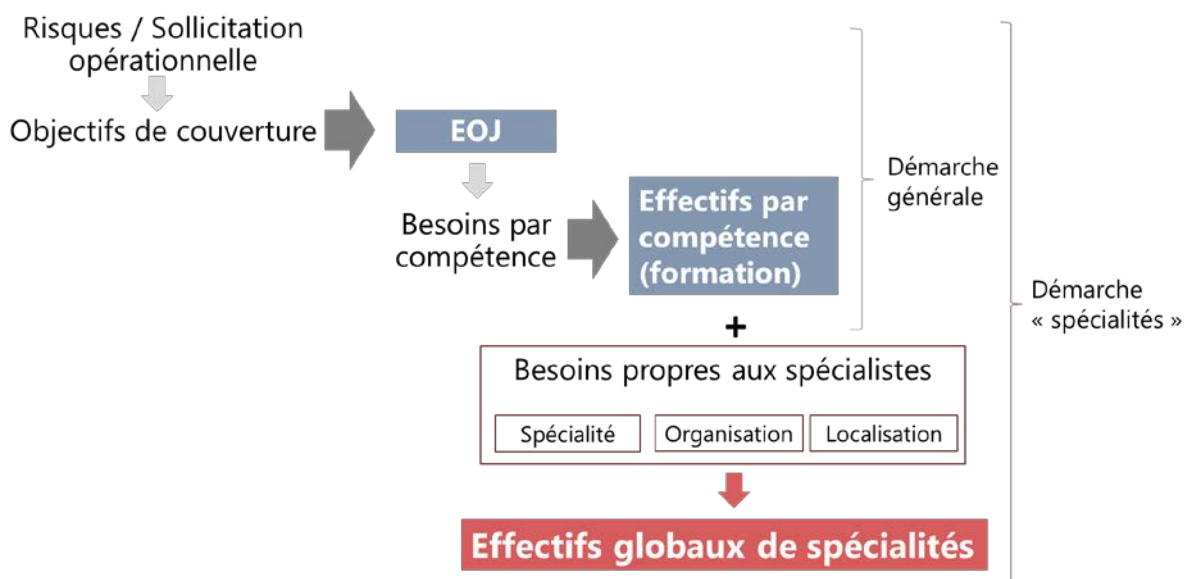 Risques / Sollicitation
opérationnelle
Objectifs de couverture
EOJ
Besoins par
compétence
Effectifs par
compétence
(formation)
Démarche
générale
+
Besoins propres aux spécialistes
Spécialité
Organisation
Localisation
Effectifs globaux de spécialités
Démarche
« spécialités »